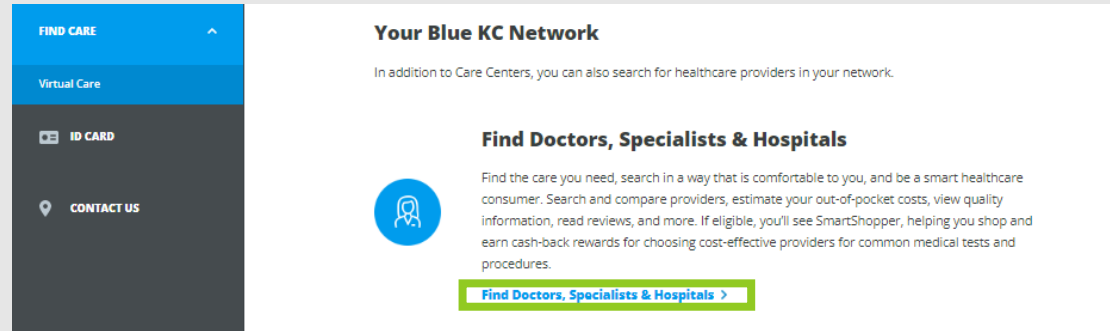 FIND CARE
Virtual Care
ID CARD
CONTACT US
Your Blue KC Network
In addition to Care Centers, you can also search for healthcare providers in your network.
Find Doctors, Specialists & Hospitals
Find the care you need, search in a way that is comfortable to you, and be a smart healthcare
consumer. Search and compare providers, estimate your out-of-pocket costs, view quality
information, read reviews, and more. If eligible, you'll see SmartShopper, helping you shop and
earn cash-back rewards for choosing cost-effective providers for common medical tests and
procedures.
Find Doctors, Specialists & Hospitals >